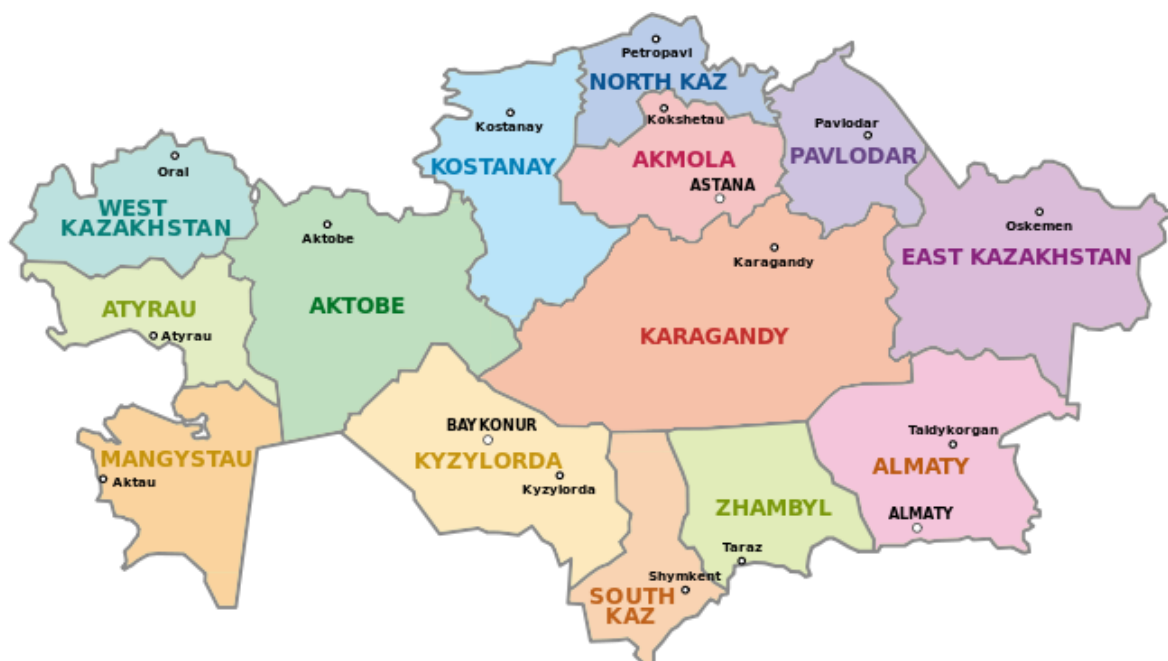 Petropavl
NORTH KAZ
Kostanay
Kokshetau
Pavlodar
KOSTANAY
AKMOLA
PAVLODAR
ASTANA
Oral
WEST
KAZAKHSTAN
Aktobe
Karagandy
Oskemen
EAST KAZAKHSTAN
ATYRAU
Atyrau
AKTOBE
KARAGANDY
MANGYSTAU
Aktau
BAYKONUR
KYZYLORDA
Kyzylorda
Taldykorgan
ALMATY
ALMATY
ZHAMBYL
Taraz
Shymkent
SOUTH
KAZ